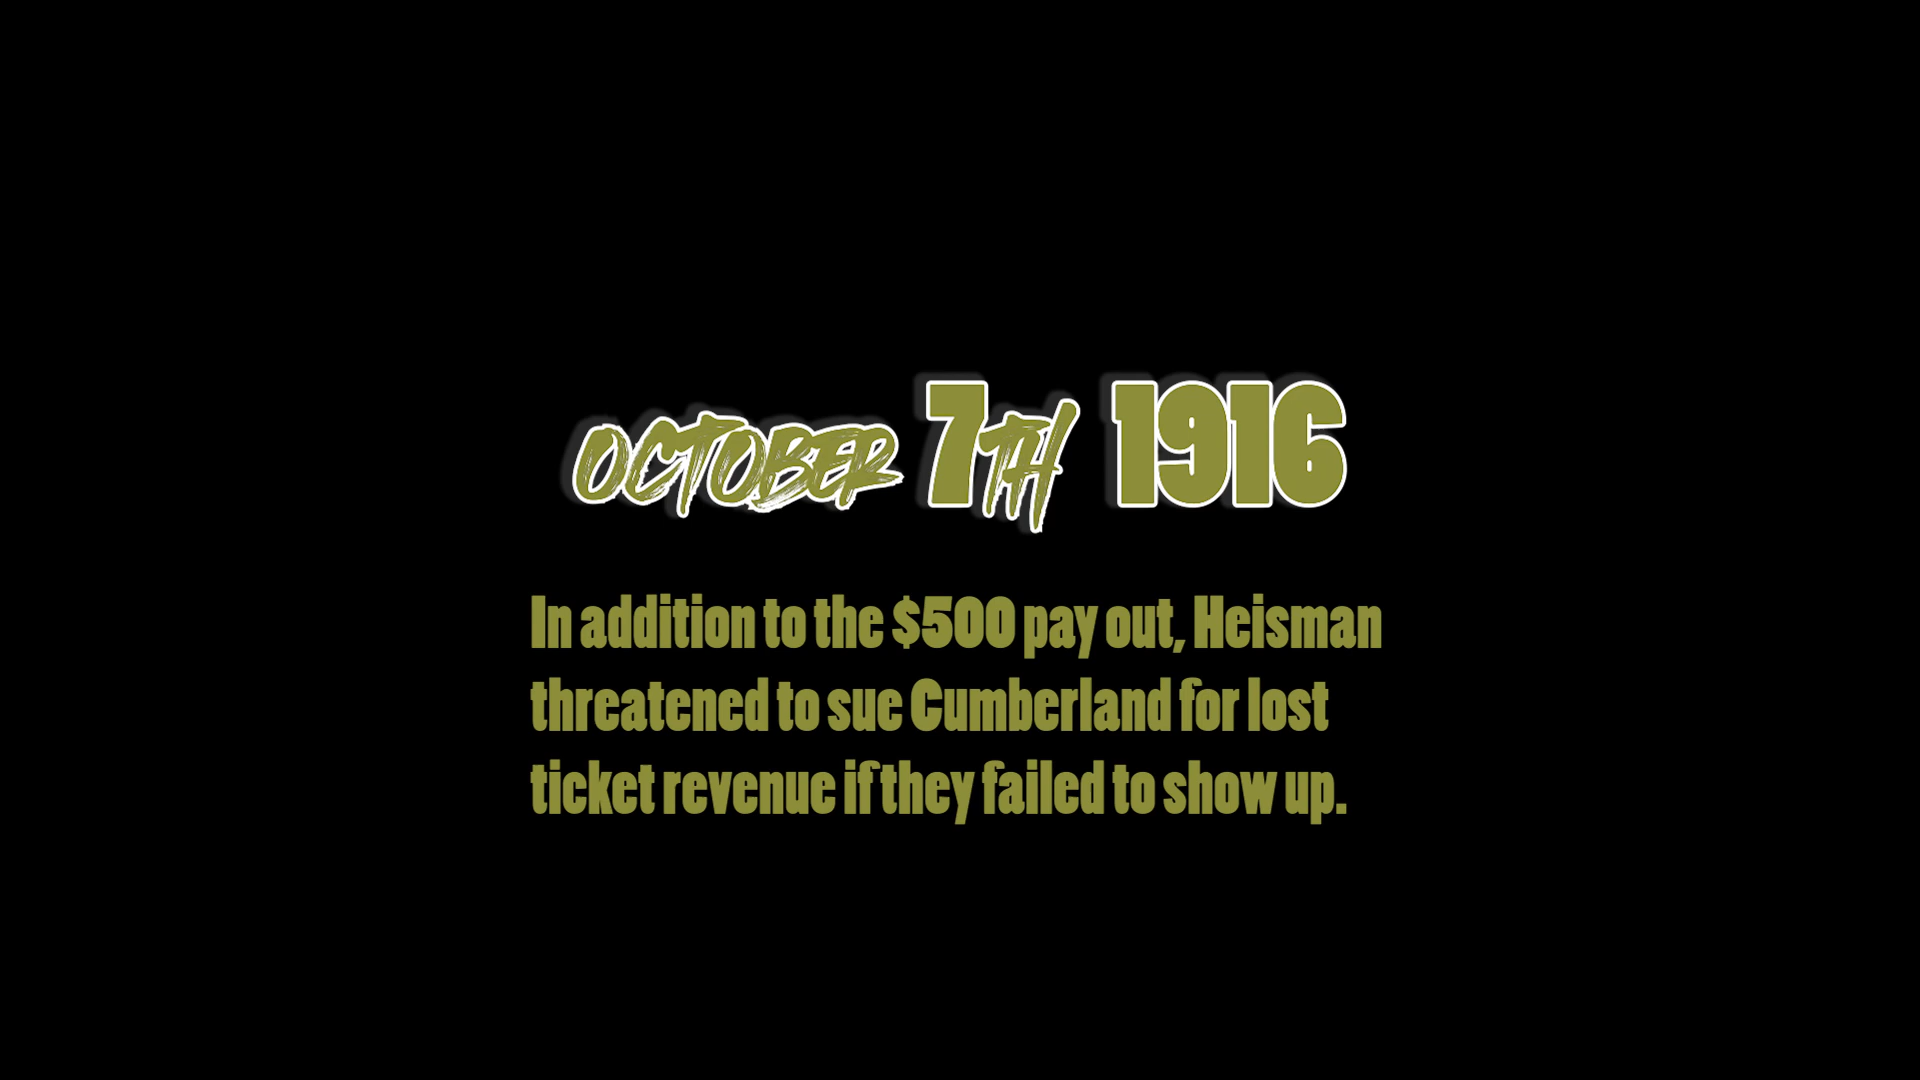 OCTOBER 7TH 1916
In addition to the $500 pay out, Heisman
threatened to sue Cumberland for lost
ticket revenue if they failed to show up.